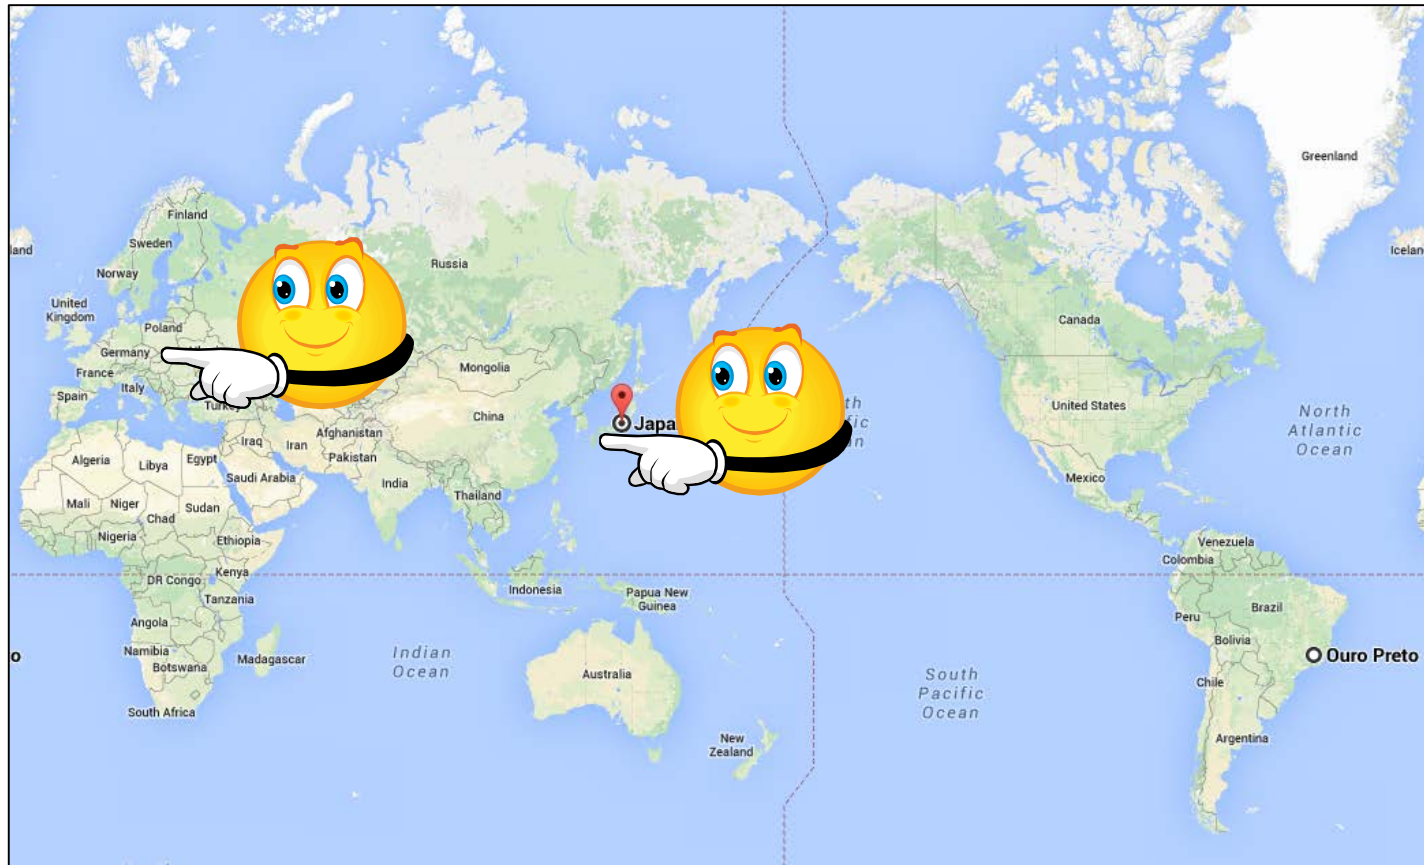 Greenland
Finland
Sweden
Norway
Russia
United
Kingdom
Poland
Germany
France
Italy
Spain
Canada
Mongolia
China
United States
North
Atlantic
Ocean
Iraq
Iran
Afghanistan
Pakistan
Algeria
Libya
Egypt
Saudi Arabia
India
Mexico
Mali
Niger
Chad
Sudan
Thailand
Nigeria
Ethiopia
Venezuela
Colombia
Kenya
DR Congo
Tanzania
Indonesia
Papua New
Guinea
Peru
Brazil
Angola
Bolivia
Namibia
Botswana
Madagascar
Indian
Ocean
Australia
South
Pacific
Ocean
Ouro Preto
Chile
South Africa
New
Zealand
Argentina